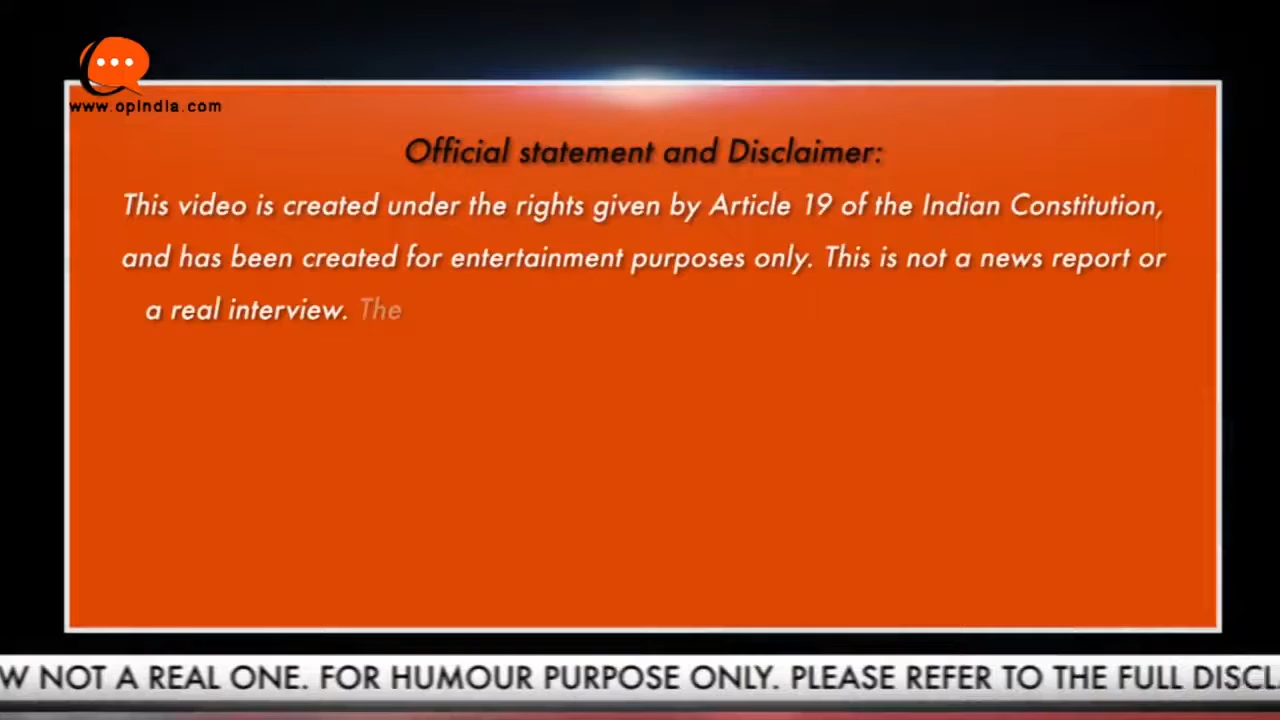 www.opindia.com
Official statement and Disclaimer:
This video is created under the rights given by Article 19 of the Indian Constitution,
and has been created for entertainment purposes only. This is not a news report or
a real interview. The
W NOT A REAL ONE. FOR HUMOUR PURPOSE ONLY. PLEASE REFER TO THE FULL DISCLA